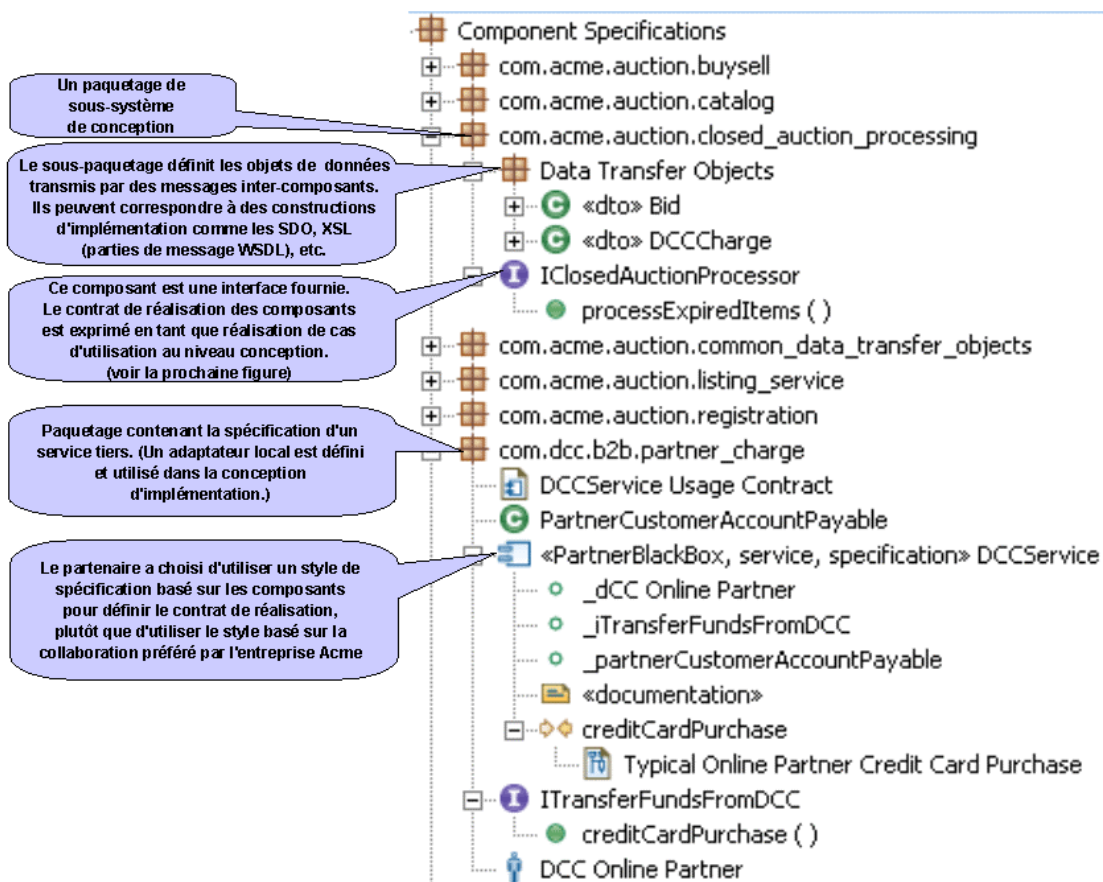 Component Specifications
com.acme.auction.buysell
com.acme.auction.catalog
com.acme.auction.closed_auction_processing
Data Transfer Objects
«dto» Bid
«dto» DCCCharge
IClosedAuctionProcessor
processExpiredItems ( )
com.acme.auction.common_data_transfer_objects
com.acme.auction.listing_service
com.acme.auction.registration
com.dcc.b2b.partner_charge
DCCService Usage Contract
PartnerCustomerAccountPayable
«PartnerBlackBox, service, specification» DCCService
_dCC Online Partner
_iTransferFundsFromDCC
_partnerCustomerAccountPayable
«documentation»
creditCardPurchase
Typical Online Partner Credit Card Purchase
ITransferFundsFromDCC
creditCardPurchase ( )
DCC Online Partner
Un paquetage de
sous-système
de conception
Le sous-paquetage définit les objets de données
transmis par des messages inter-composants.
Ils peuvent correspondre à des constructions
d'implémentation comme les SDO, XSL
(parties de message WSDL), etc.
Ce composant est une interface fournie.
Le contrat de réalisation des composants
est exprimé en tant que réalisation de cas
d'utilisation au niveau conception.
(voir la prochaine figure)
Paquetage contenant la spécification d'un
service tiers. (Un adaptateur local est défini
et utilisé dans la conception
d'implémentation.)
Le partenaire a choisi d'utiliser un style de
spécification basé sur les composants
pour définir le contrat de réalisation,
plutôt que d'utiliser le style basé sur la
collaboration préféré par l'entreprise Acme